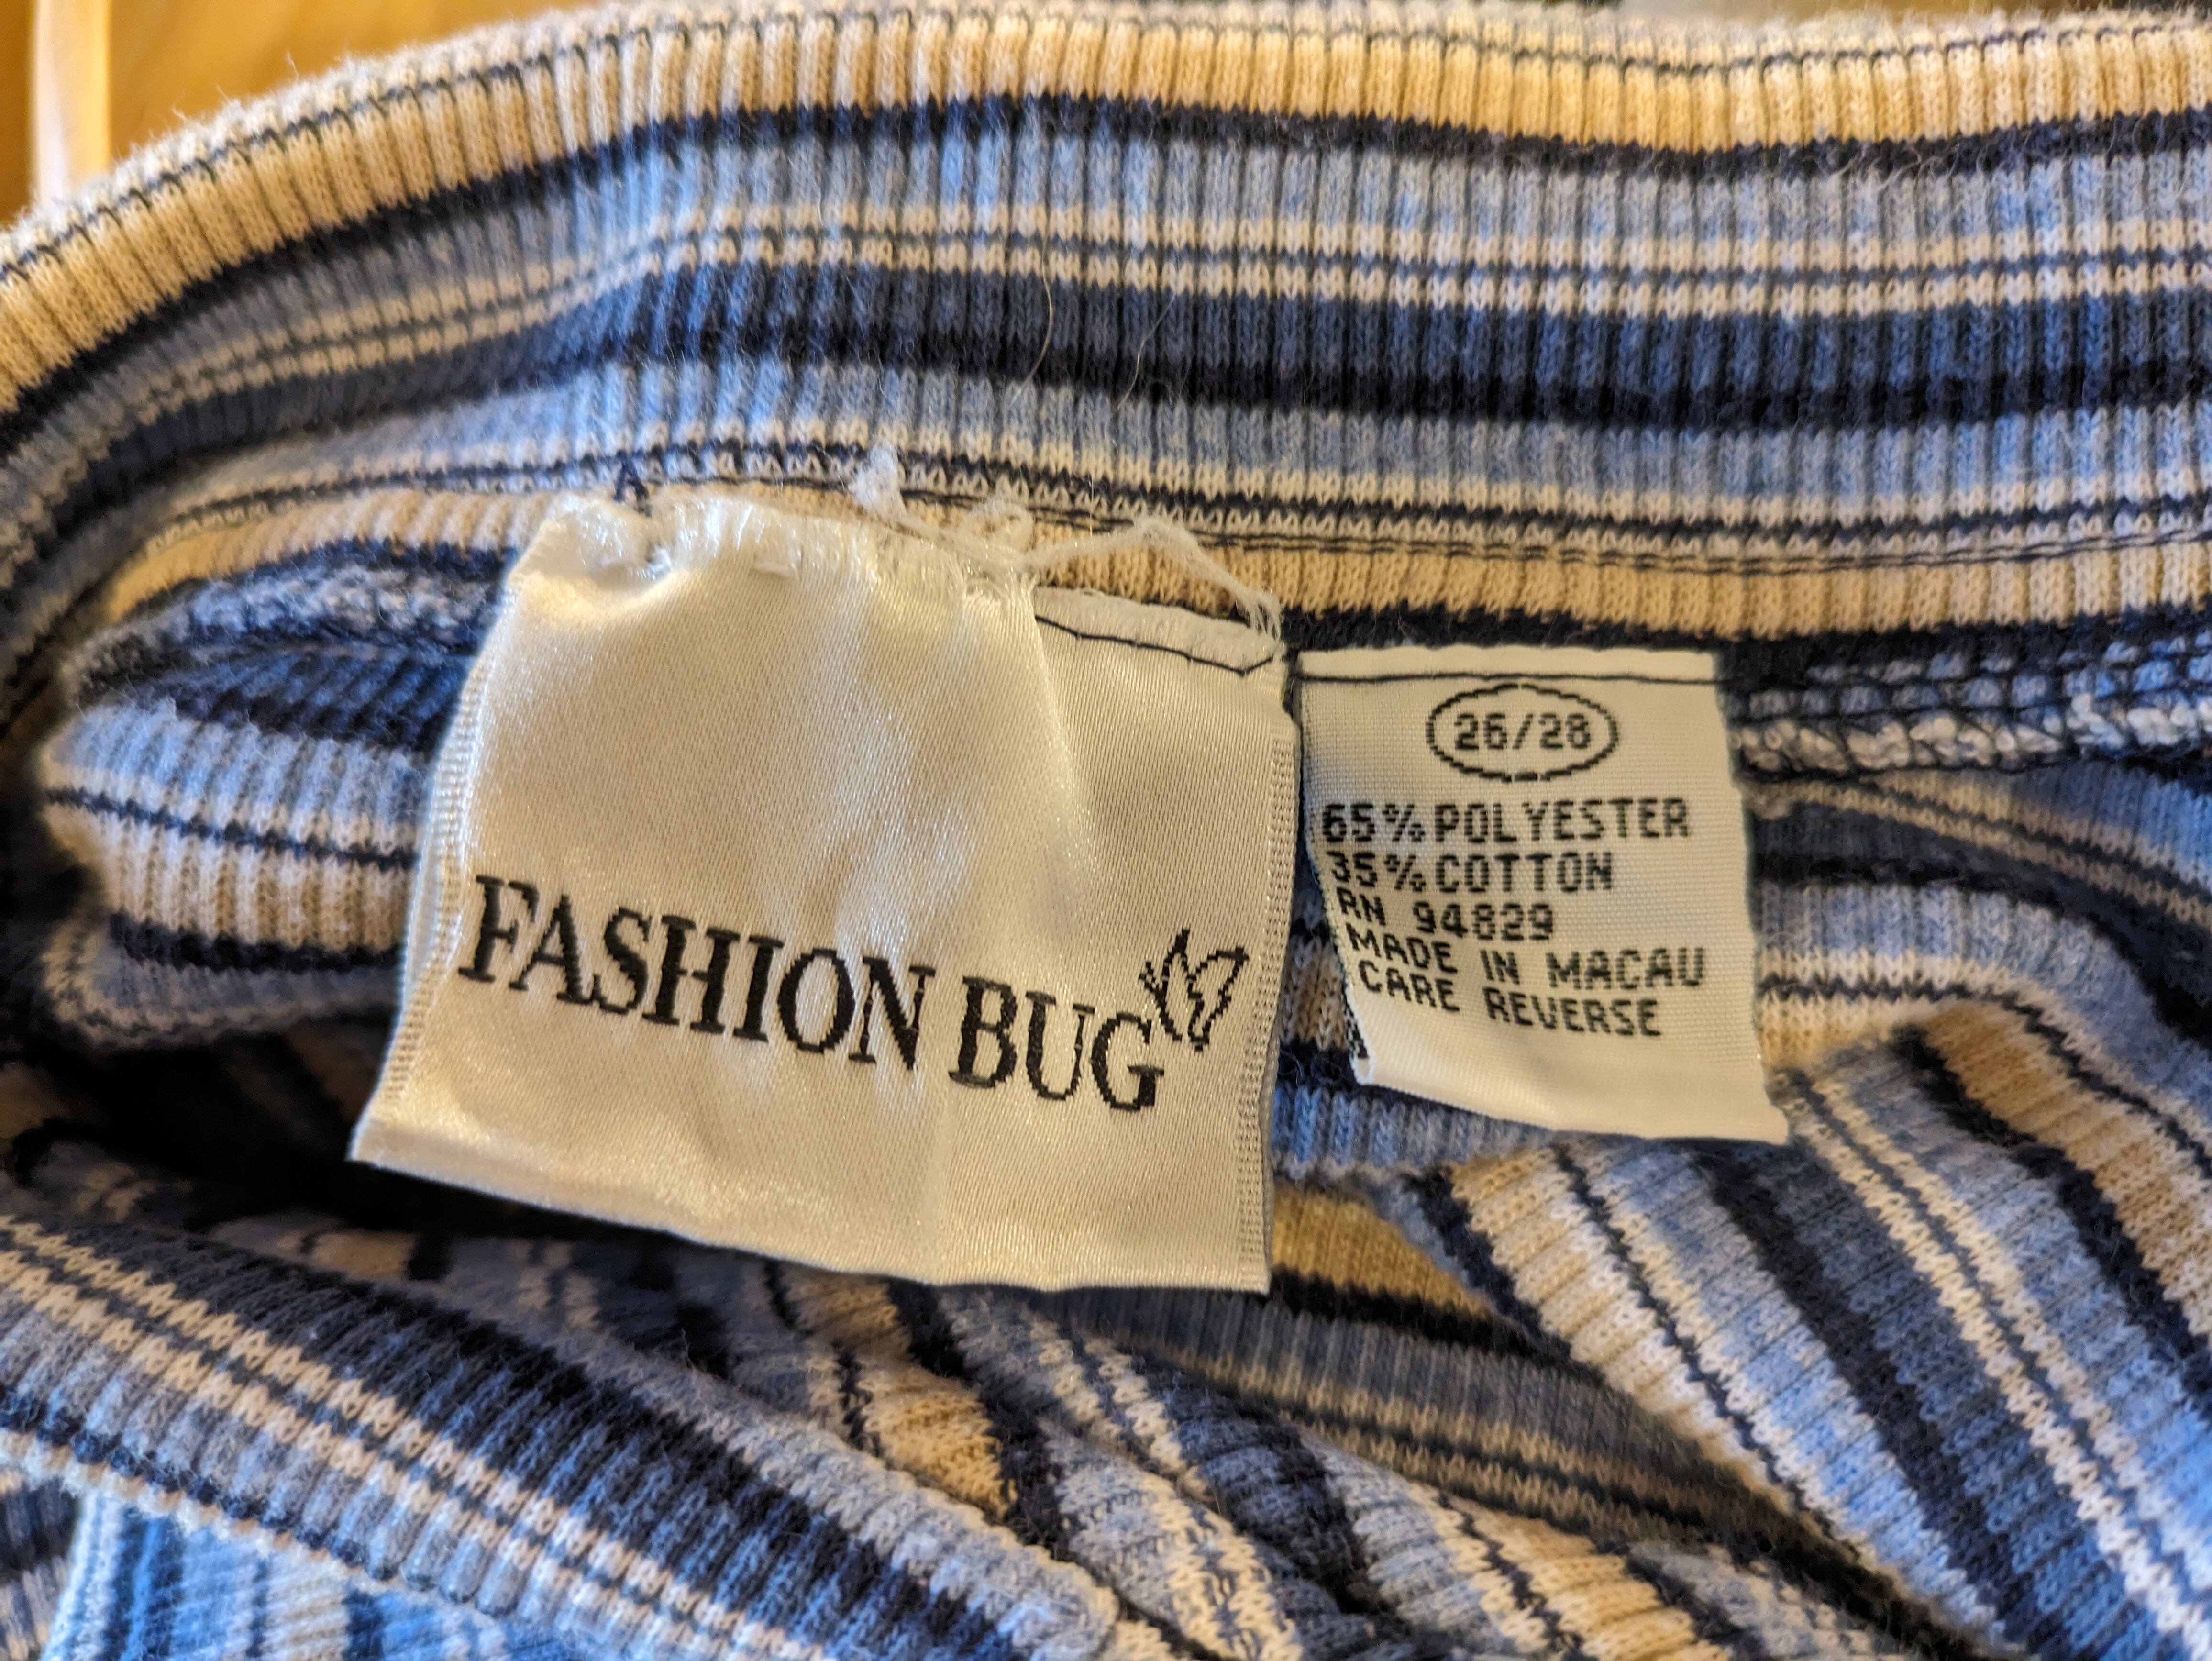 FASHION BUG
26/28
65% POLYESTER
35% COTTON
RN 94829
MADE IN MACAU
CARE REVERSE